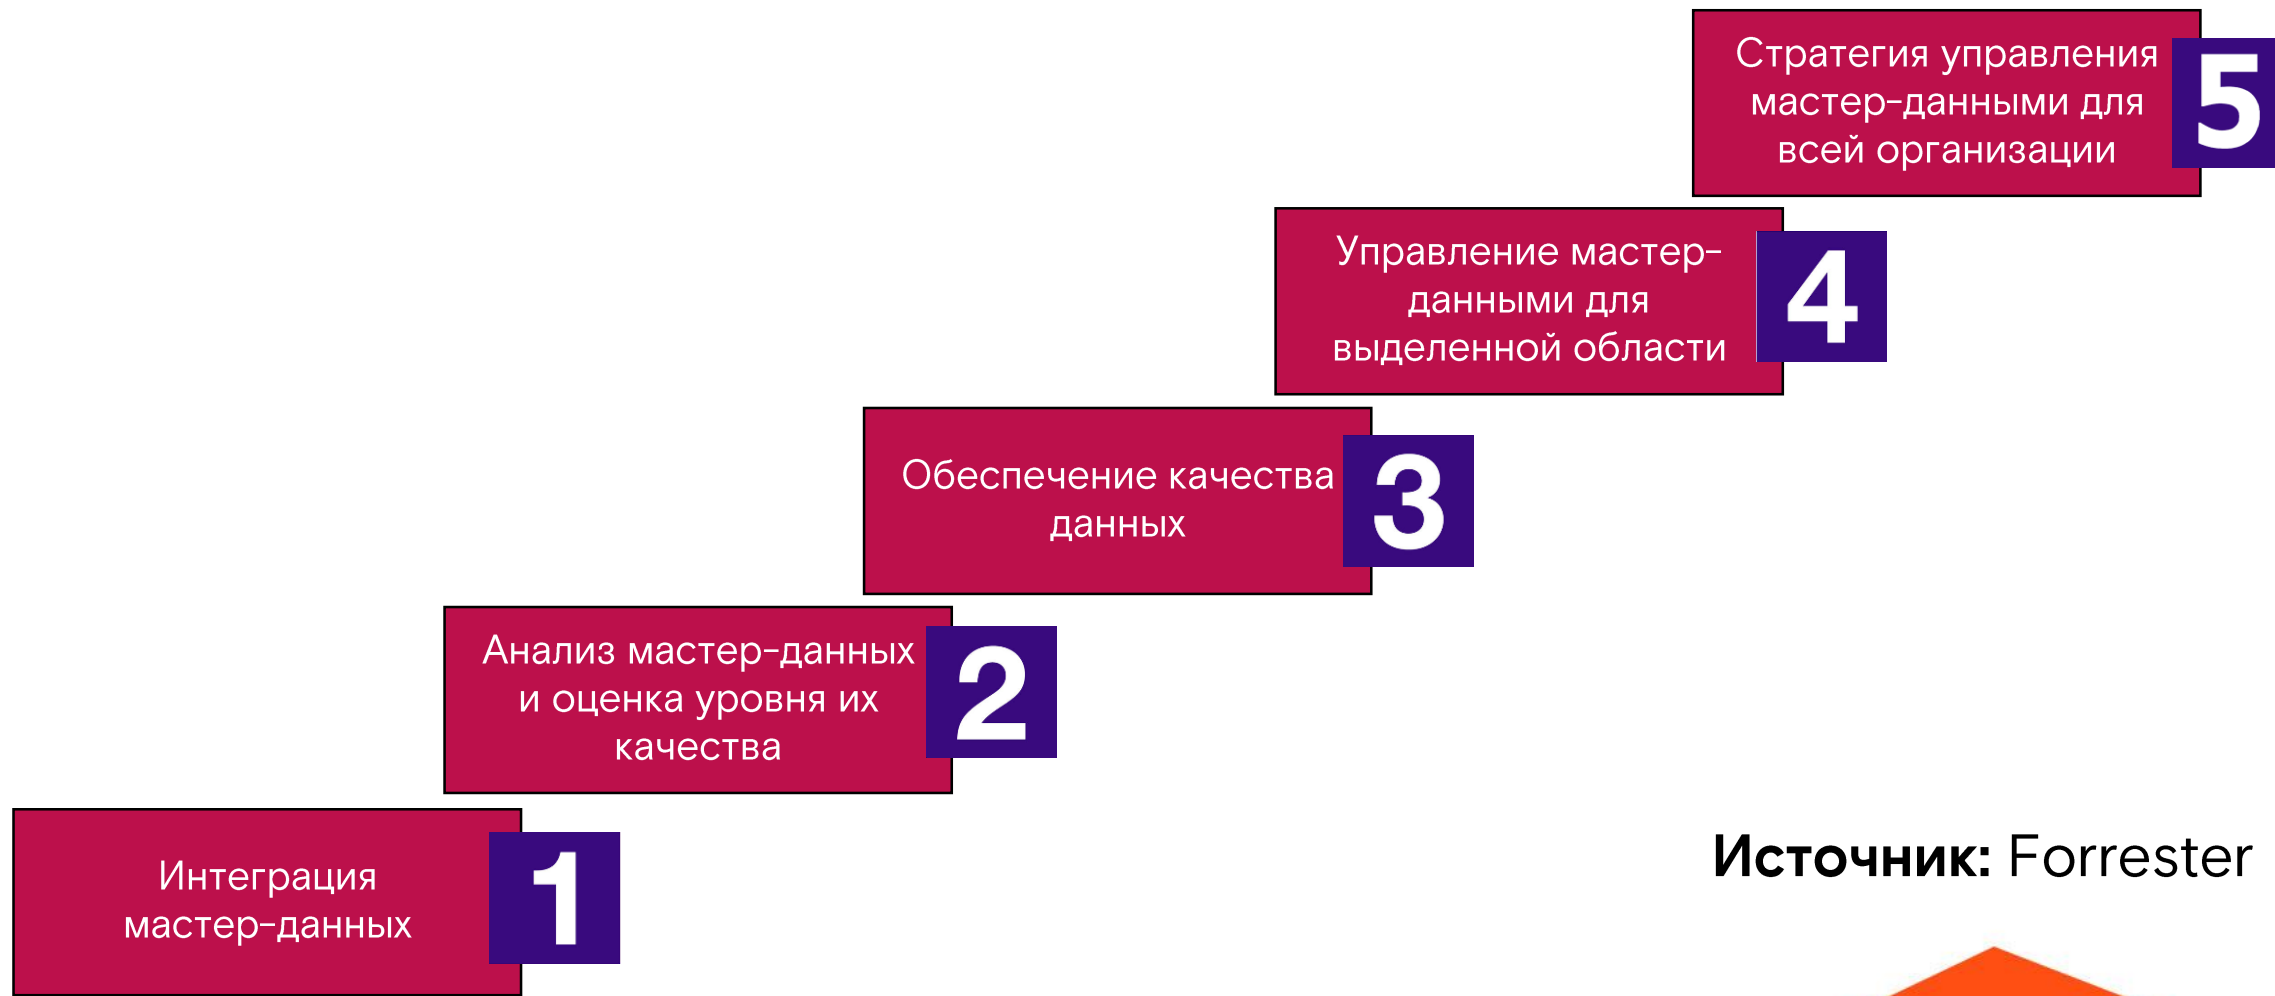 Стратегия управления
мастер-данными для
всей организации
5
Управление мастер-
данными для
выделенной области
4
Обеспечение качества
данных
3
Анализ мастер-данных
и оценка уровня их
качества
2
Интеграция
мастер-данных
1
Источник: Forrester